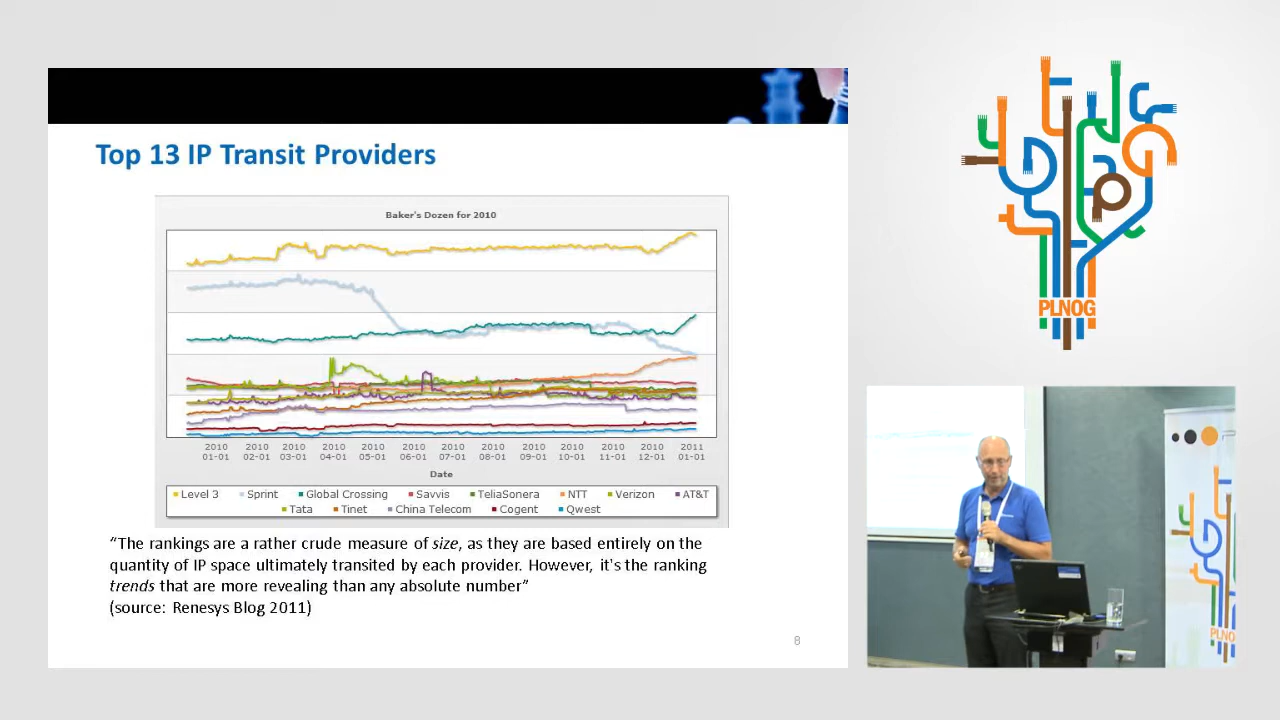 Top 13 IP Transit Providers
Baker's Dozen for 2010
2010 2010 2010 2010 2010 2010 2010 2010 2010 2010 2010 2010 2011
01-01 02-01 03-01 04-01 05-01 06-01 07-01 08-01 09-01 10-01 11-01 12-01 01-01
Date
Level 3 Sprint Global Crossing Savvis TeliaSonera NTT Verizon AT&T
Tata Tinet China Telecom Cogent Qwest
“The rankings are a rather crude measure of size, as they are based entirely on the
quantity of IP space ultimately transited by each provider. However, it's the ranking
trends that are more revealing than any absolute number”
(source: Renesys Blog 2011)
8
PLNOG
PLNOG